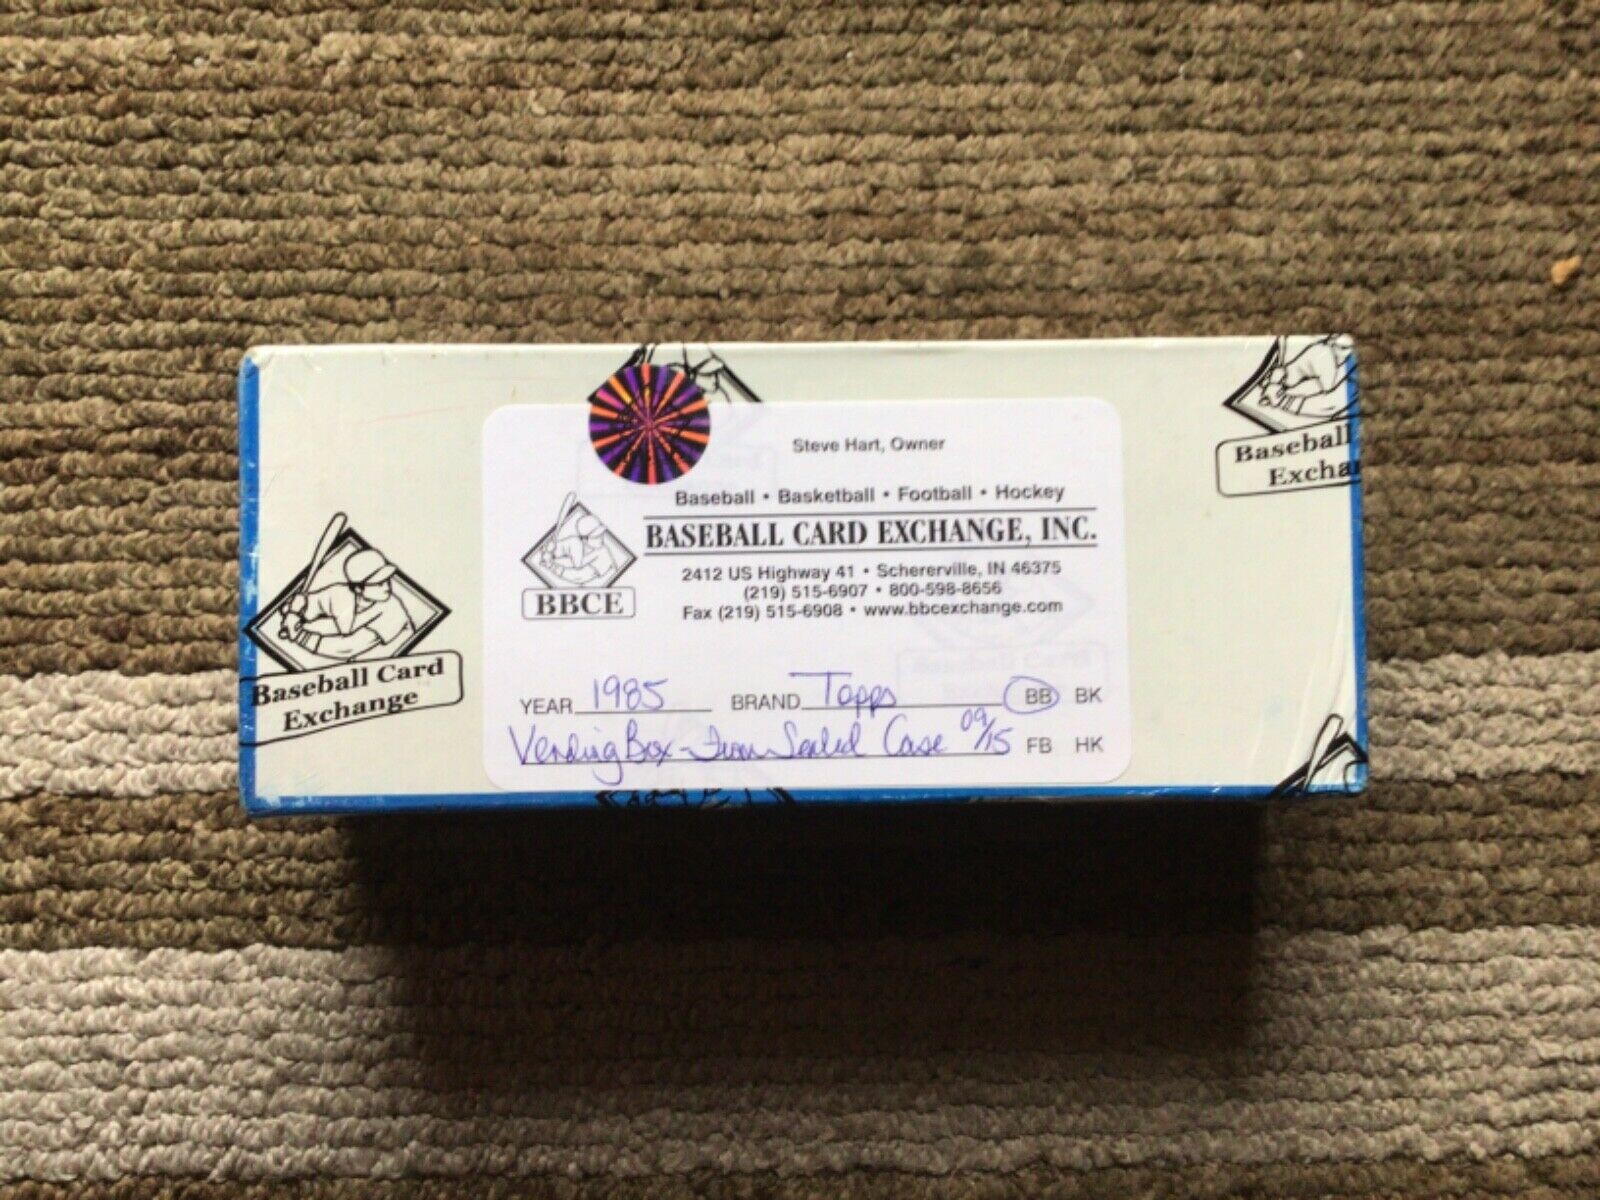 Steve Hart, Owner
Baseball • Basketball • Football • Hockey
BASEBALL CARD EXCHANGE, INC.
2412 US Highway 41 • Schererville, IN 46375
(219) 515-6907 • 800-598-8656
Fax (219) 515-6908 • www.bbcexchange.com
BBCE
YEAR 1985 BRAND Topps BB BK
Vending Box - From Sealed Case 09/15 FB HK
Baseball Card
Exchange
Baseball
Excha